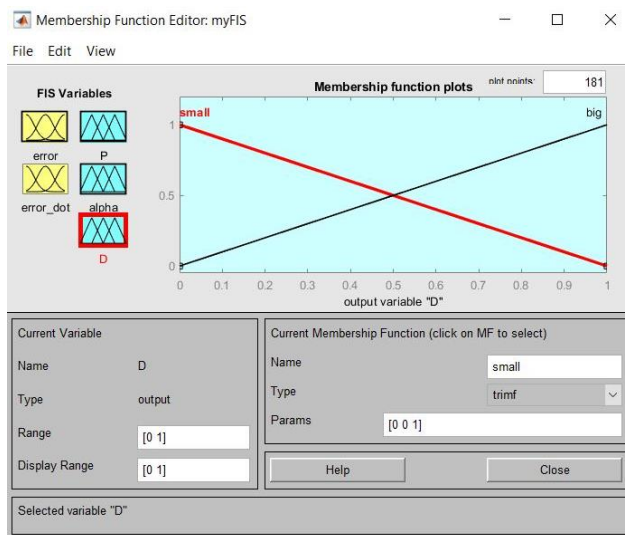 Membership Function Editor: myFIS
File Edit View
FIS Variables
error
P
error_dot
alpha
D
Membership function plots
plot points:
181
small
big
1
0.5
0
0 0.1 0.2 0.3 0.4 0.5 0.6 0.7 0.8 0.9 1
output variable "D"
Current Variable
Name D
Type output
Range [0 1]
Display Range [0 1]
Current Membership Function (click on MF to select)
Name small
Type trimf
Params [0 0 1]
Help
Close
Selected variable "D"